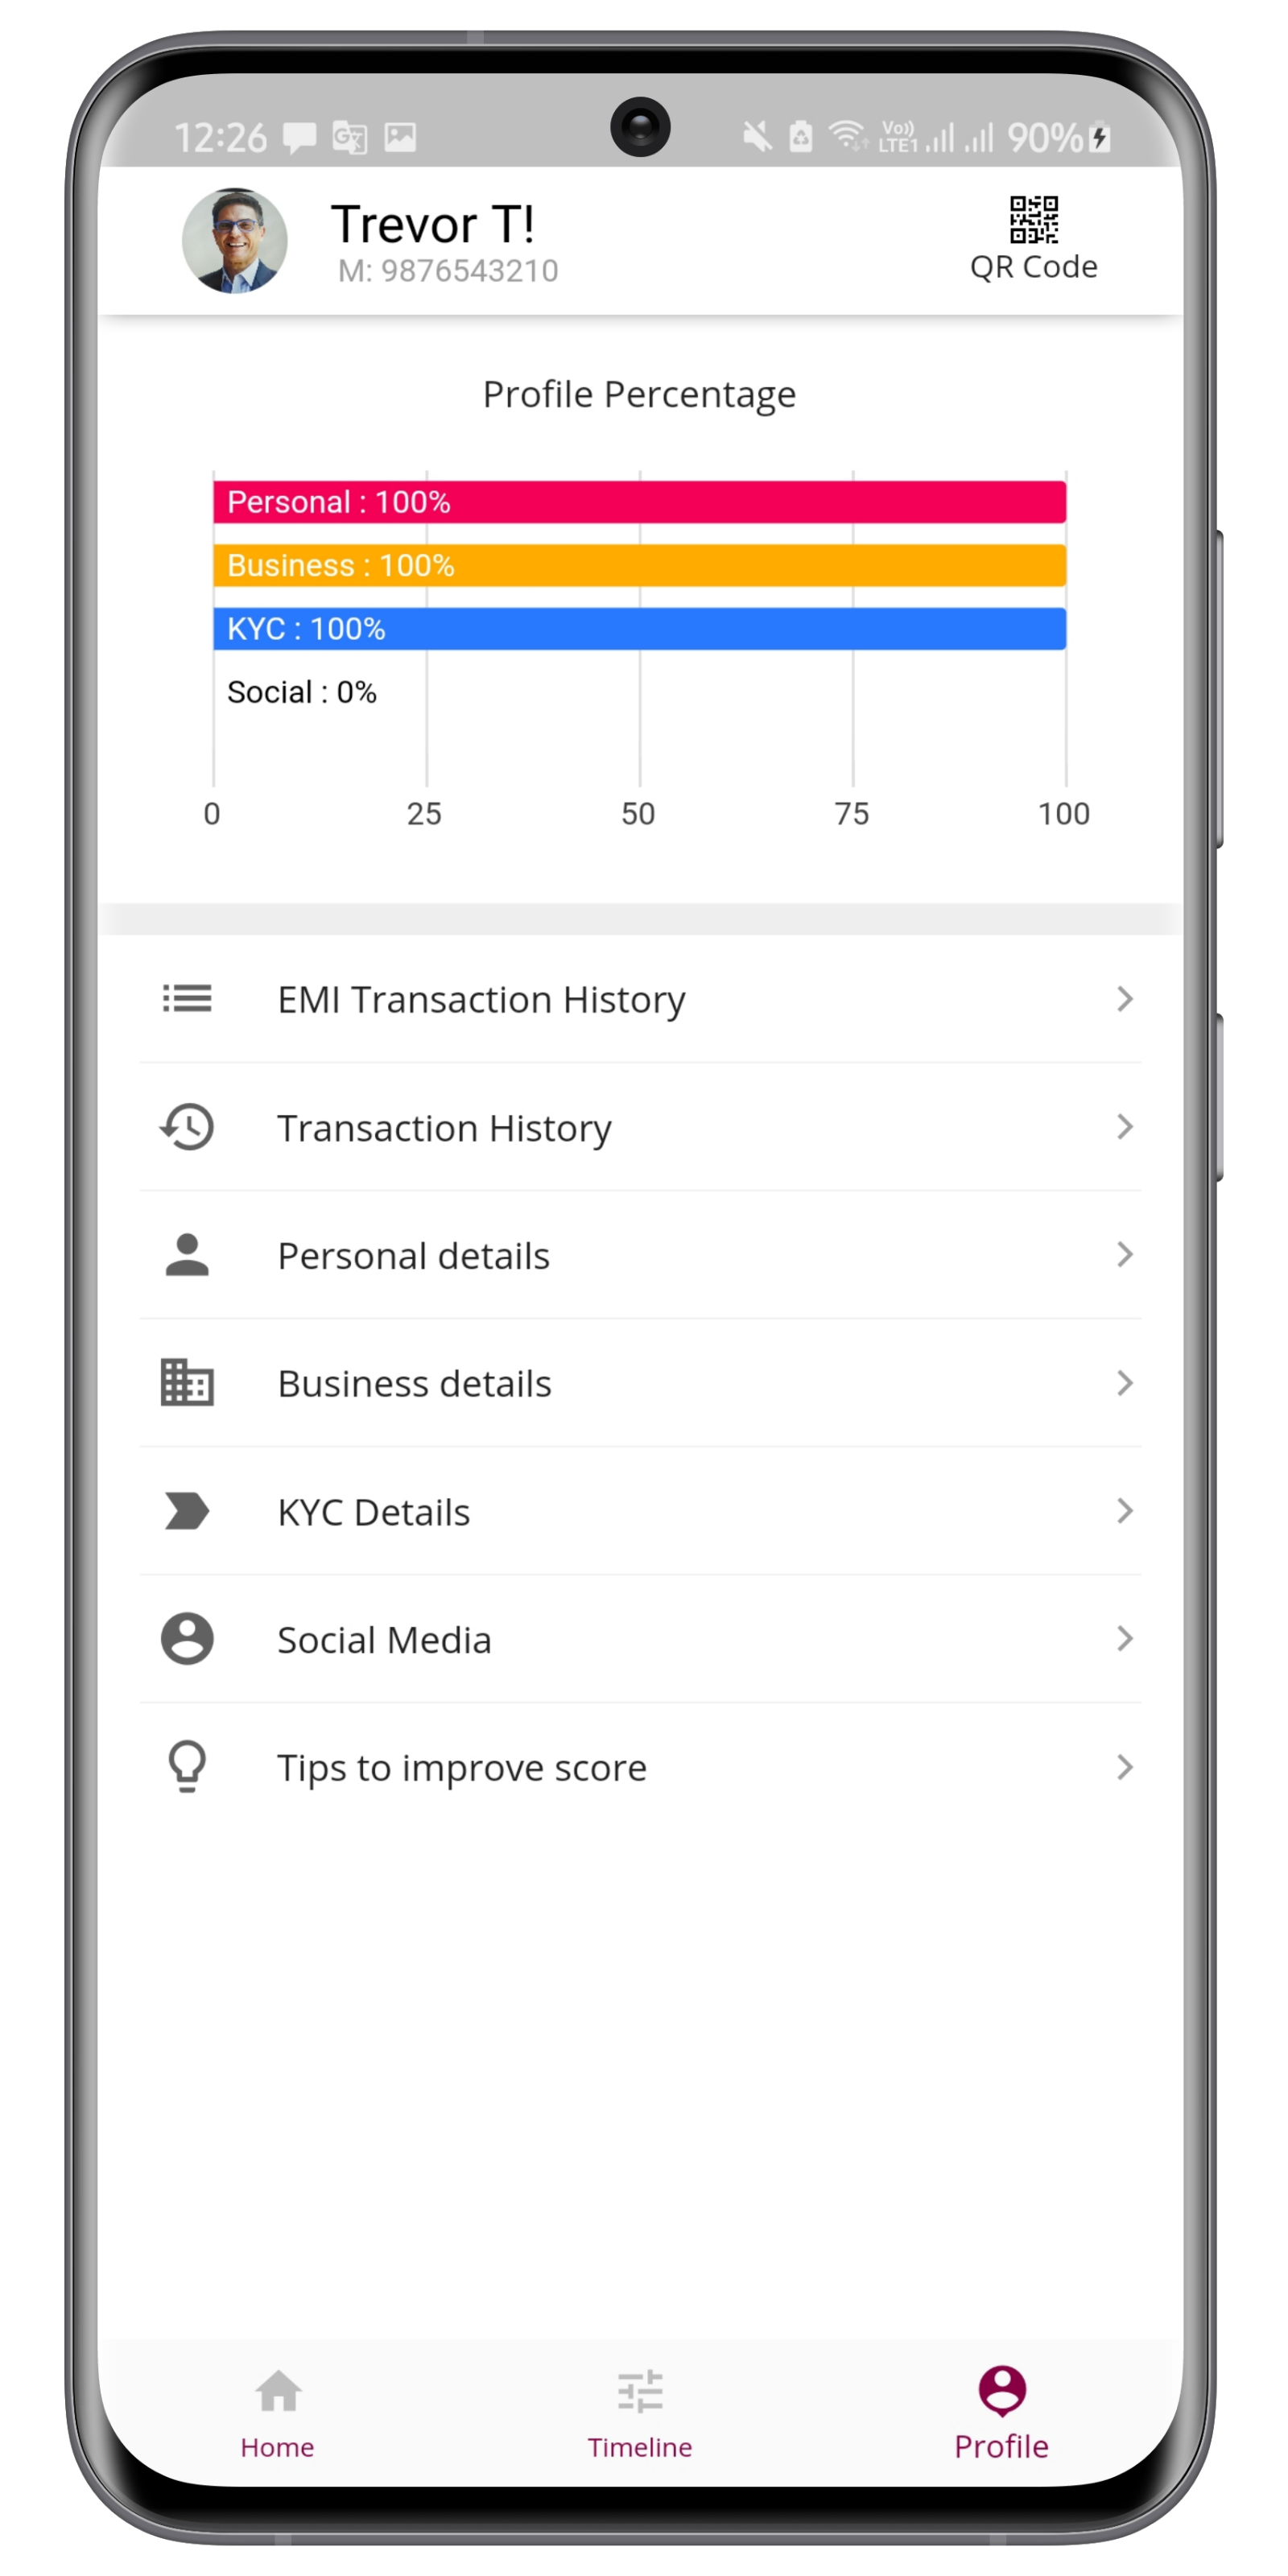 12:26
Vo)) LTE1 90%
Trevor T!
M: 9876543210
QR Code
Profile Percentage
Personal : 100%
Business : 100%
KYC : 100%
Social : 0%
0 25 50 75 100
EMI Transaction History
Transaction History
Personal details
Business details
KYC Details
Social Media
Tips to improve score
Home Timeline Profile